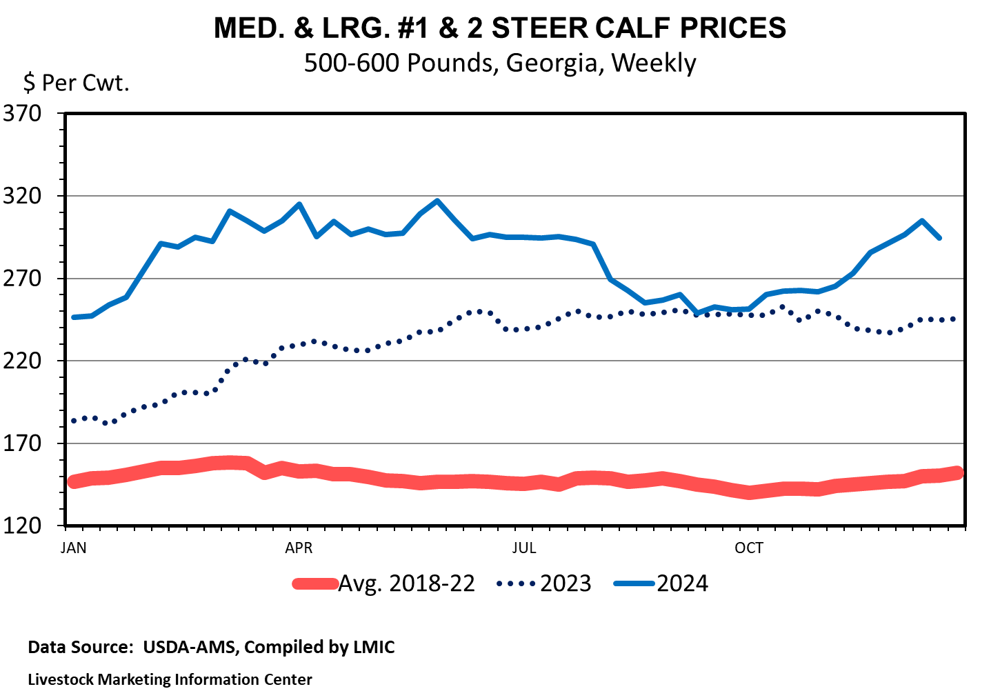 MED. & LRG. #1 & 2 STEER CALF PRICES
500-600 Pounds, Georgia, Weekly
$ Per Cwt.
370
320
270
220
170
120
JAN APR JUL OCT
Avg. 2018-22 2023 2024
Data Source: USDA-AMS, Compiled by LMIC
Livestock Marketing Information Center